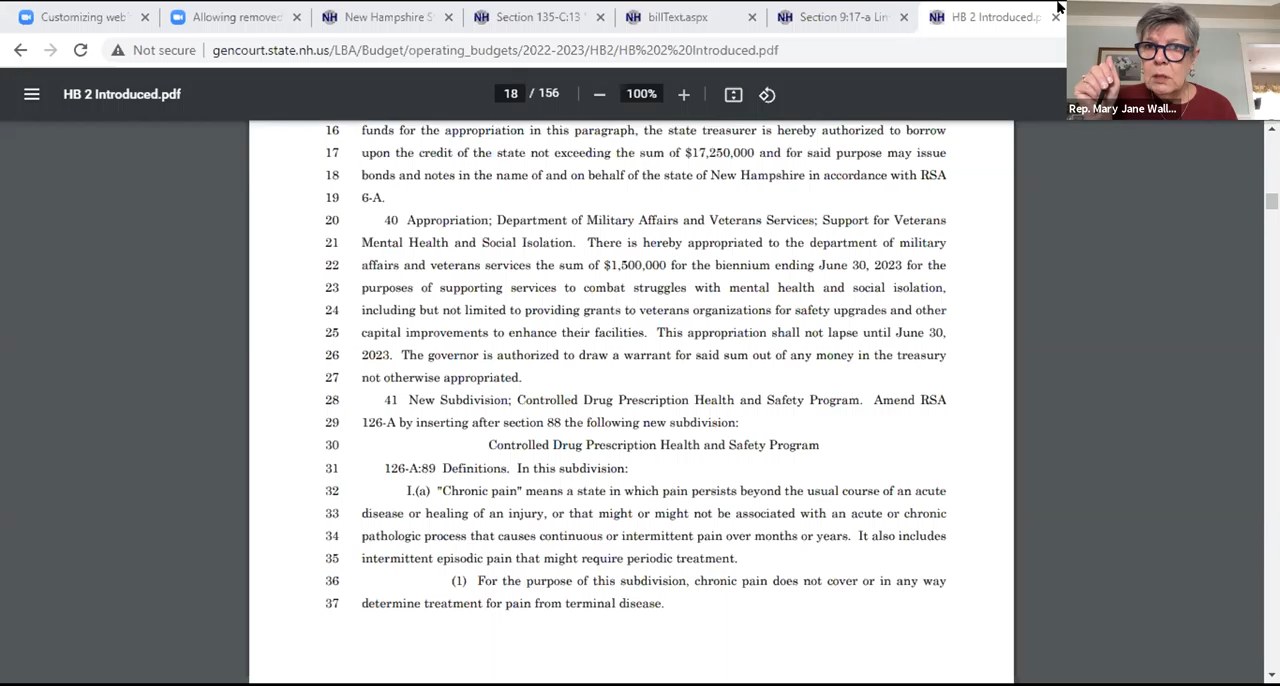 Customizing web
Allowing removed
New Hampshire S
Section 135-C:13
billText.aspx
Section 9:17-a Lin
HB 2 Introduced.p
Not secure
gencourt.state.nh.us/LBA/Budget/operating_budgets/2022-2023/HB2/HB%202%20Introduced.pdf
HB 2 Introduced.pdf
18 / 156
100%
Rep. Mary Jane Wall...
16 funds for the appropriation in this paragraph, the state treasurer is hereby authorized to borrow
17 upon the credit of the state not exceeding the sum of $17,250,000 and for said purpose may issue
18 bonds and notes in the name of and on behalf of the state of New Hampshire in accordance with RSA
19 6-A.
20 40 Appropriation; Department of Military Affairs and Veterans Services; Support for Veterans
21 Mental Health and Social Isolation. There is hereby appropriated to the department of military
22 affairs and veterans services the sum of $1,500,000 for the biennium ending June 30, 2023 for the
23 purposes of supporting services to combat struggles with mental health and social isolation,
24 including but not limited to providing grants to veterans organizations for safety upgrades and other
25 capital improvements to enhance their facilities. This appropriation shall not lapse until June 30,
26 2023. The governor is authorized to draw a warrant for said sum out of any money in the treasury
27 not otherwise appropriated.
28 41 New Subdivision; Controlled Drug Prescription Health and Safety Program. Amend RSA
29 126-A by inserting after section 88 the following new subdivision:
30 Controlled Drug Prescription Health and Safety Program
31 126-A:89 Definitions. In this subdivision:
32 I.(a) "Chronic pain" means a state in which pain persists beyond the usual course of an acute
33 disease or healing of an injury, or that might or might not be associated with an acute or chronic
34 pathologic process that causes continuous or intermittent pain over months or years. It also includes
35 intermittent episodic pain that might require periodic treatment.
36 (1) For the purpose of this subdivision, chronic pain does not cover or in any way
37 determine treatment for pain from terminal disease.